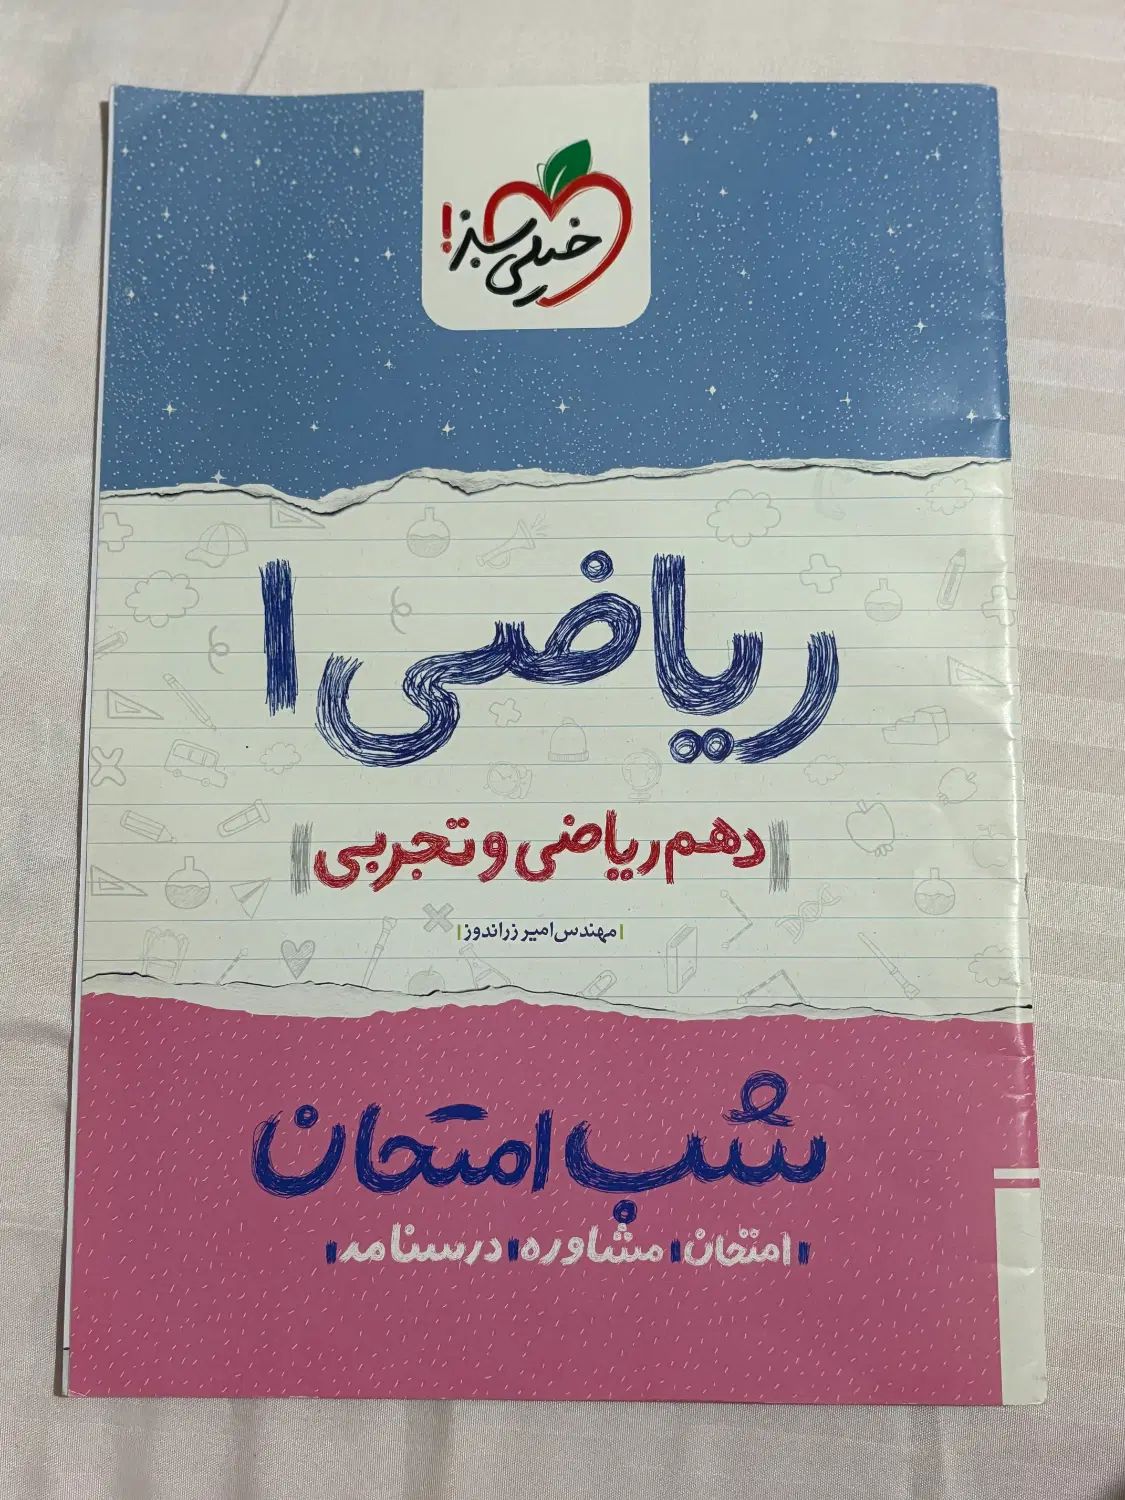 خیلی سبز!
ریاضی ۱
دهم ریاضی و تجربی
مهندس امیر زراندوز
شب امتحان
امتحان مشاوره درسنامه